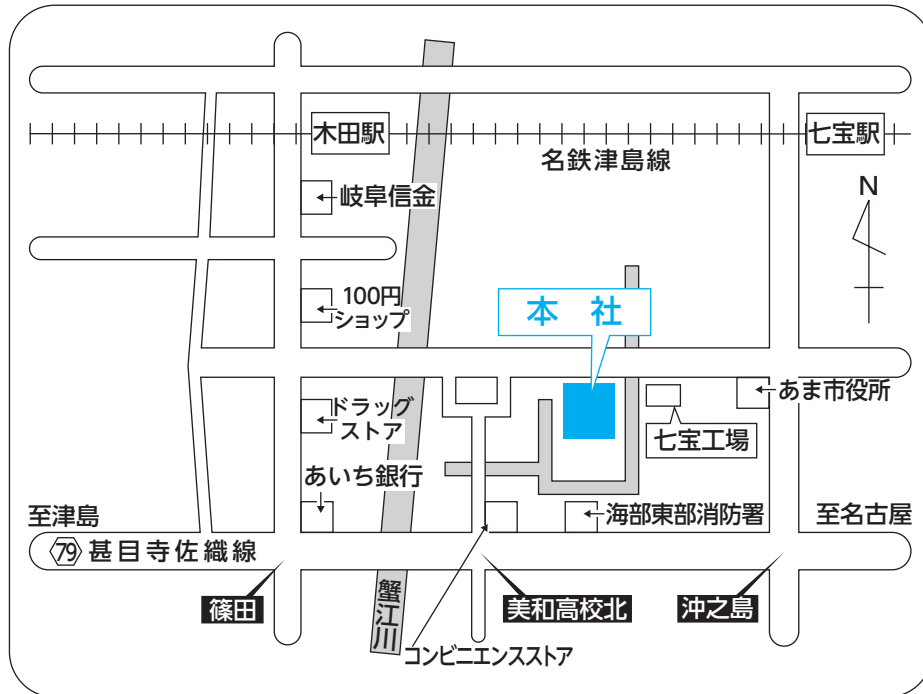 木田駅
七宝駅
名鉄津島線
岐阜信金
N
100円
ショップ
本 社
あま市役所
ドラッグ
ストア
七宝工場
あいち銀行
至津島
海部東部消防署
至名古屋
79 甚目寺佐織線
篠田
蟹江川
美和高校北
沖之島
コンビニエンスストア